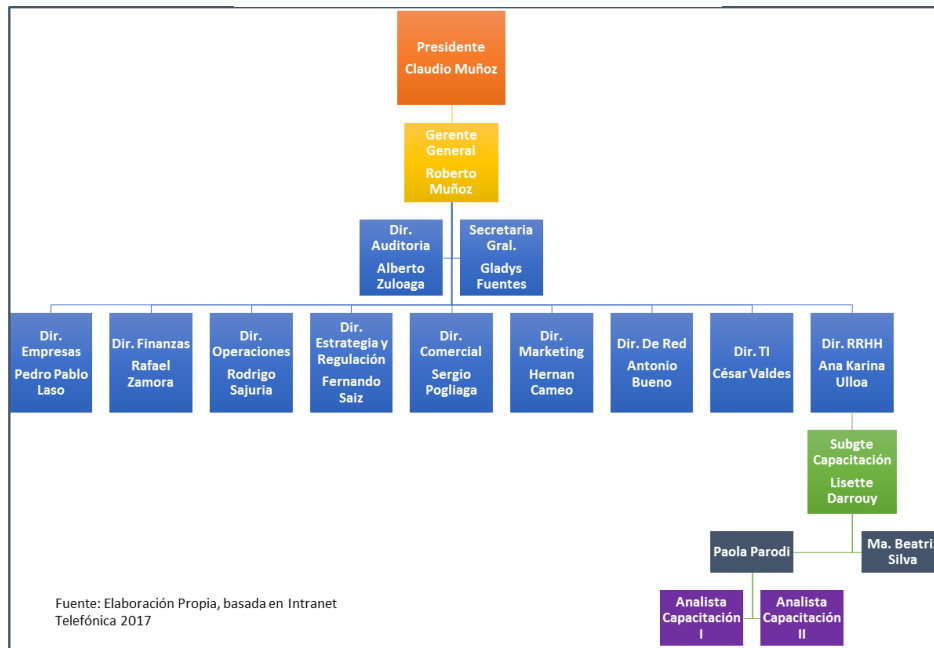 Presidente
Claudio Muñoz
Gerente
General
Roberto
Muñoz
Dir.
Auditoria
Alberto
Zuloaga
Secretaria
Gral.
Gladys
Fuentes
Dir.
Empresas
Pedro Pablo
Laso
Dir. Finanzas
Rafael
Zamora
Dir.
Operaciones
Rodrigo
Sajuria
Dir.
Estrategia y
Regulación
Fernando
Saiz
Dir.
Comercial
Sergio
Pogliaga
Dir.
Marketing
Hernan
Cameo
Dir. De Red
Antonio
Bueno
Dir. TI
César Valdes
Dir. RRHH
Ana Karina
Ulloa
Subgte
Capacitación
Lisette
Darrouy
Paola Parodi
Ma. Beatriz
Silva
Analista
Capacitación
I
Analista
Capacitación
II
Fuente: Elaboración Propia, basada en Intranet
Telefónica 2017